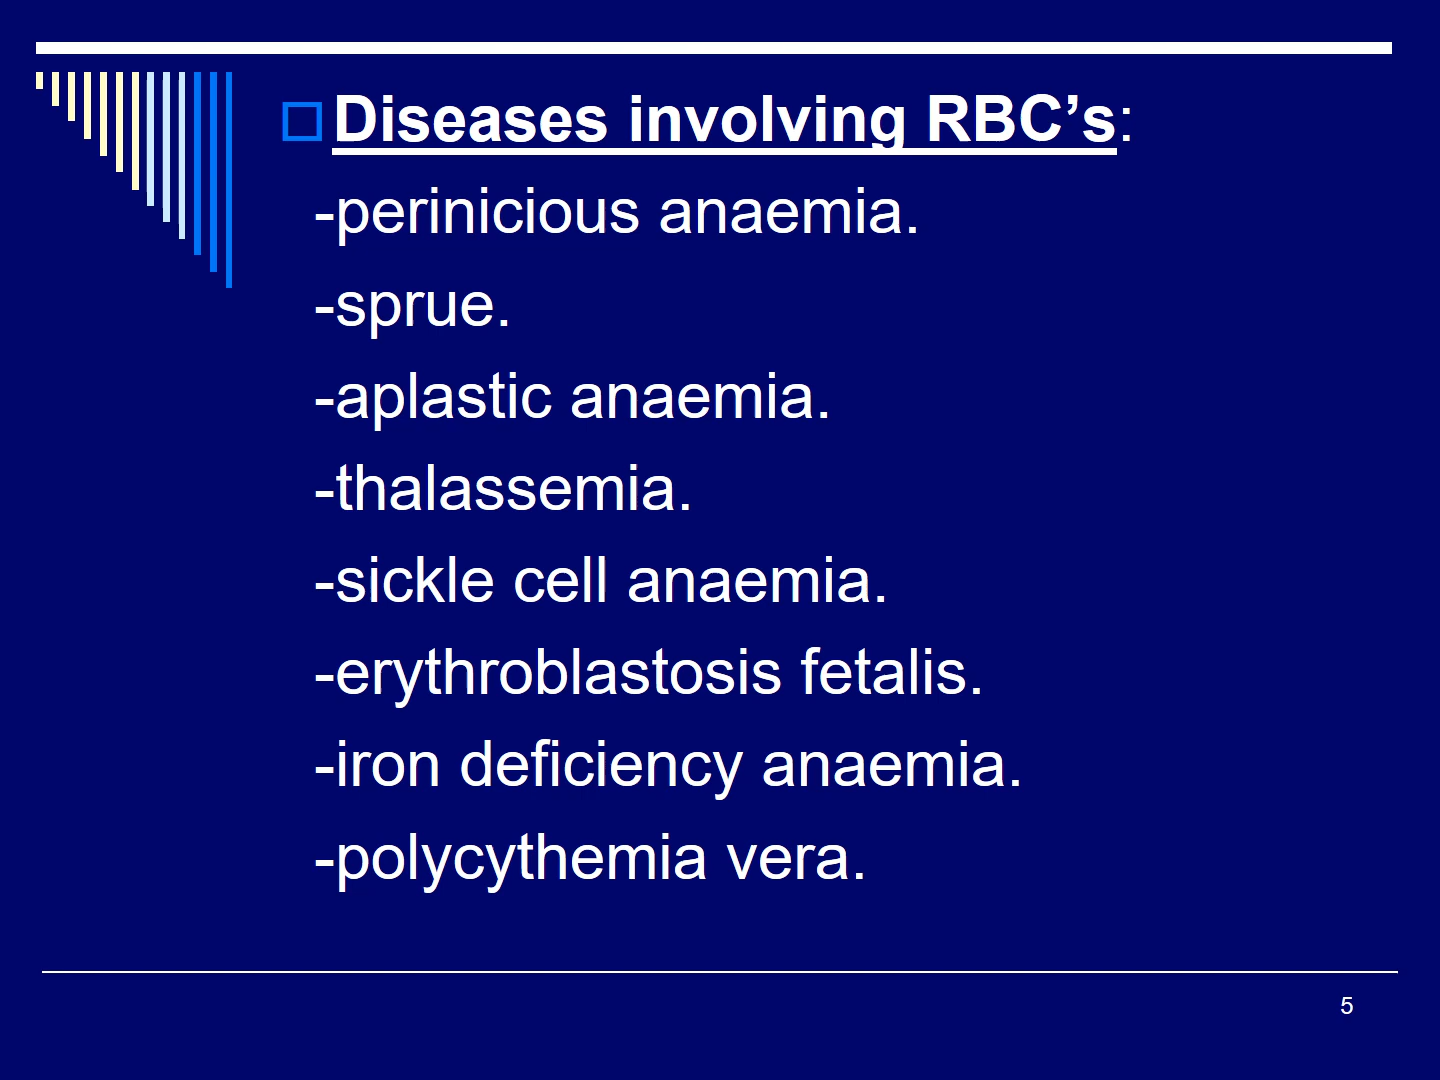 Diseases involving RBC’s:
-perinicious anaemia.
-sprue.
-aplastic anaemia.
-thalassemia.
-sickle cell anaemia.
-erythroblastosis fetalis.
-iron deficiency anaemia.
-polycythemia vera.
5